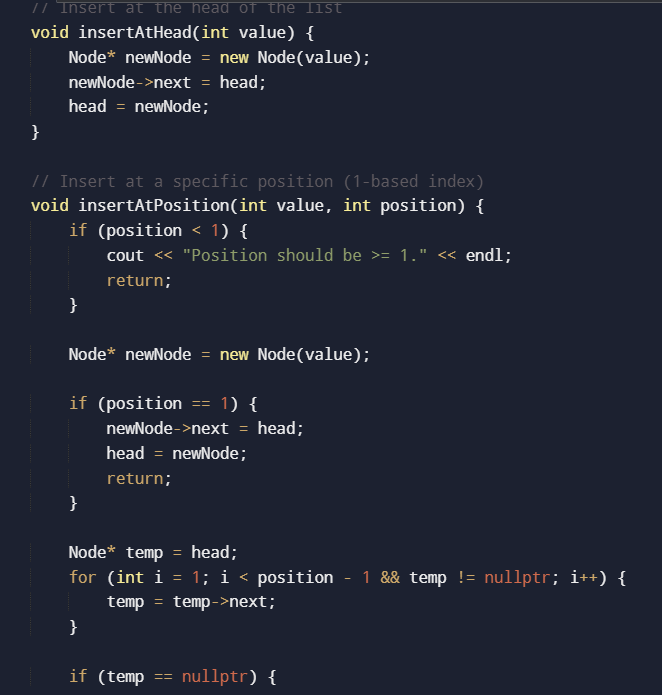 // Insert at the head of the list
void insertAtHead(int value) {
    Node* newNode = new Node(value);
    newNode->next = head;
    head = newNode;
}

// Insert at a specific position (1-based index)
void insertAtPosition(int value, int position) {
    if (position < 1) {
        cout << "Position should be >= 1." << endl;
        return;
    }

    Node* newNode = new Node(value);

    if (position == 1) {
        newNode->next = head;
        head = newNode;
        return;
    }

    Node* temp = head;
    for (int i = 1; i < position - 1 && temp != nullptr; i++) {
        temp = temp->next;
    }

    if (temp == nullptr) {